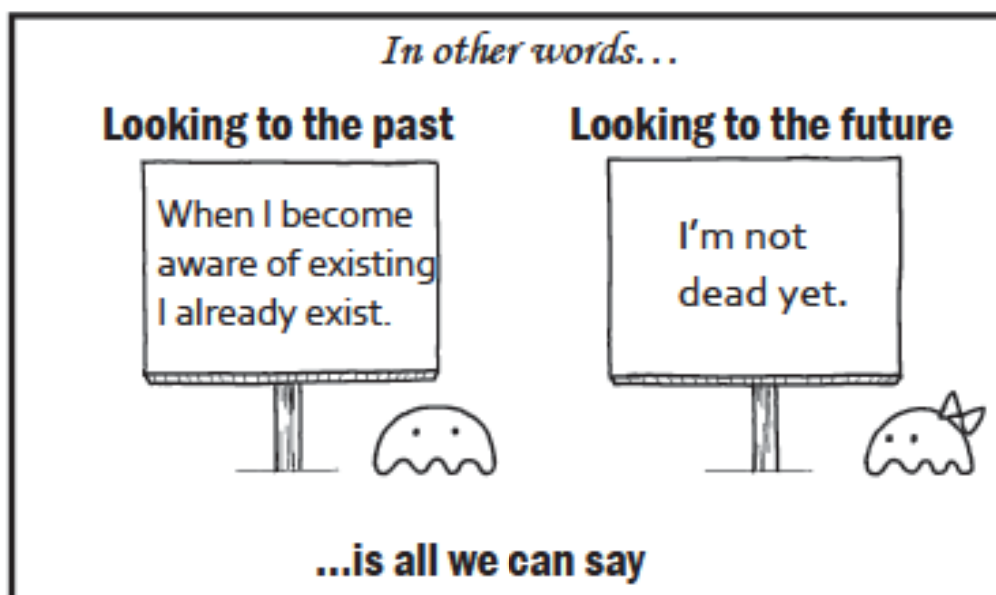 In other words...
Looking to the past
Looking to the future
When I become
aware of existing
I already exist.
I'm not
dead yet.
...is all we can say